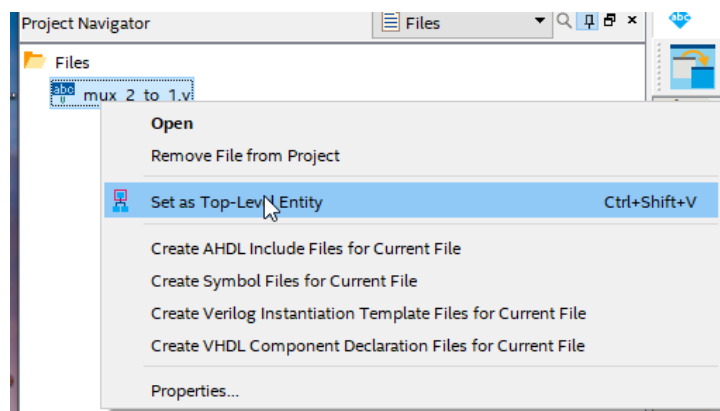 Project Navigator
Files
abc
Files
abc
mux_2_to_1.v
Open
Remove File from Project
Set as Top-Level Entity Ctrl+Shift+V
Create AHDL Include Files for Current File
Create Symbol Files for Current File
Create Verilog Instantiation Template Files for Current File
Create VHDL Component Declaration Files for Current File
Properties...